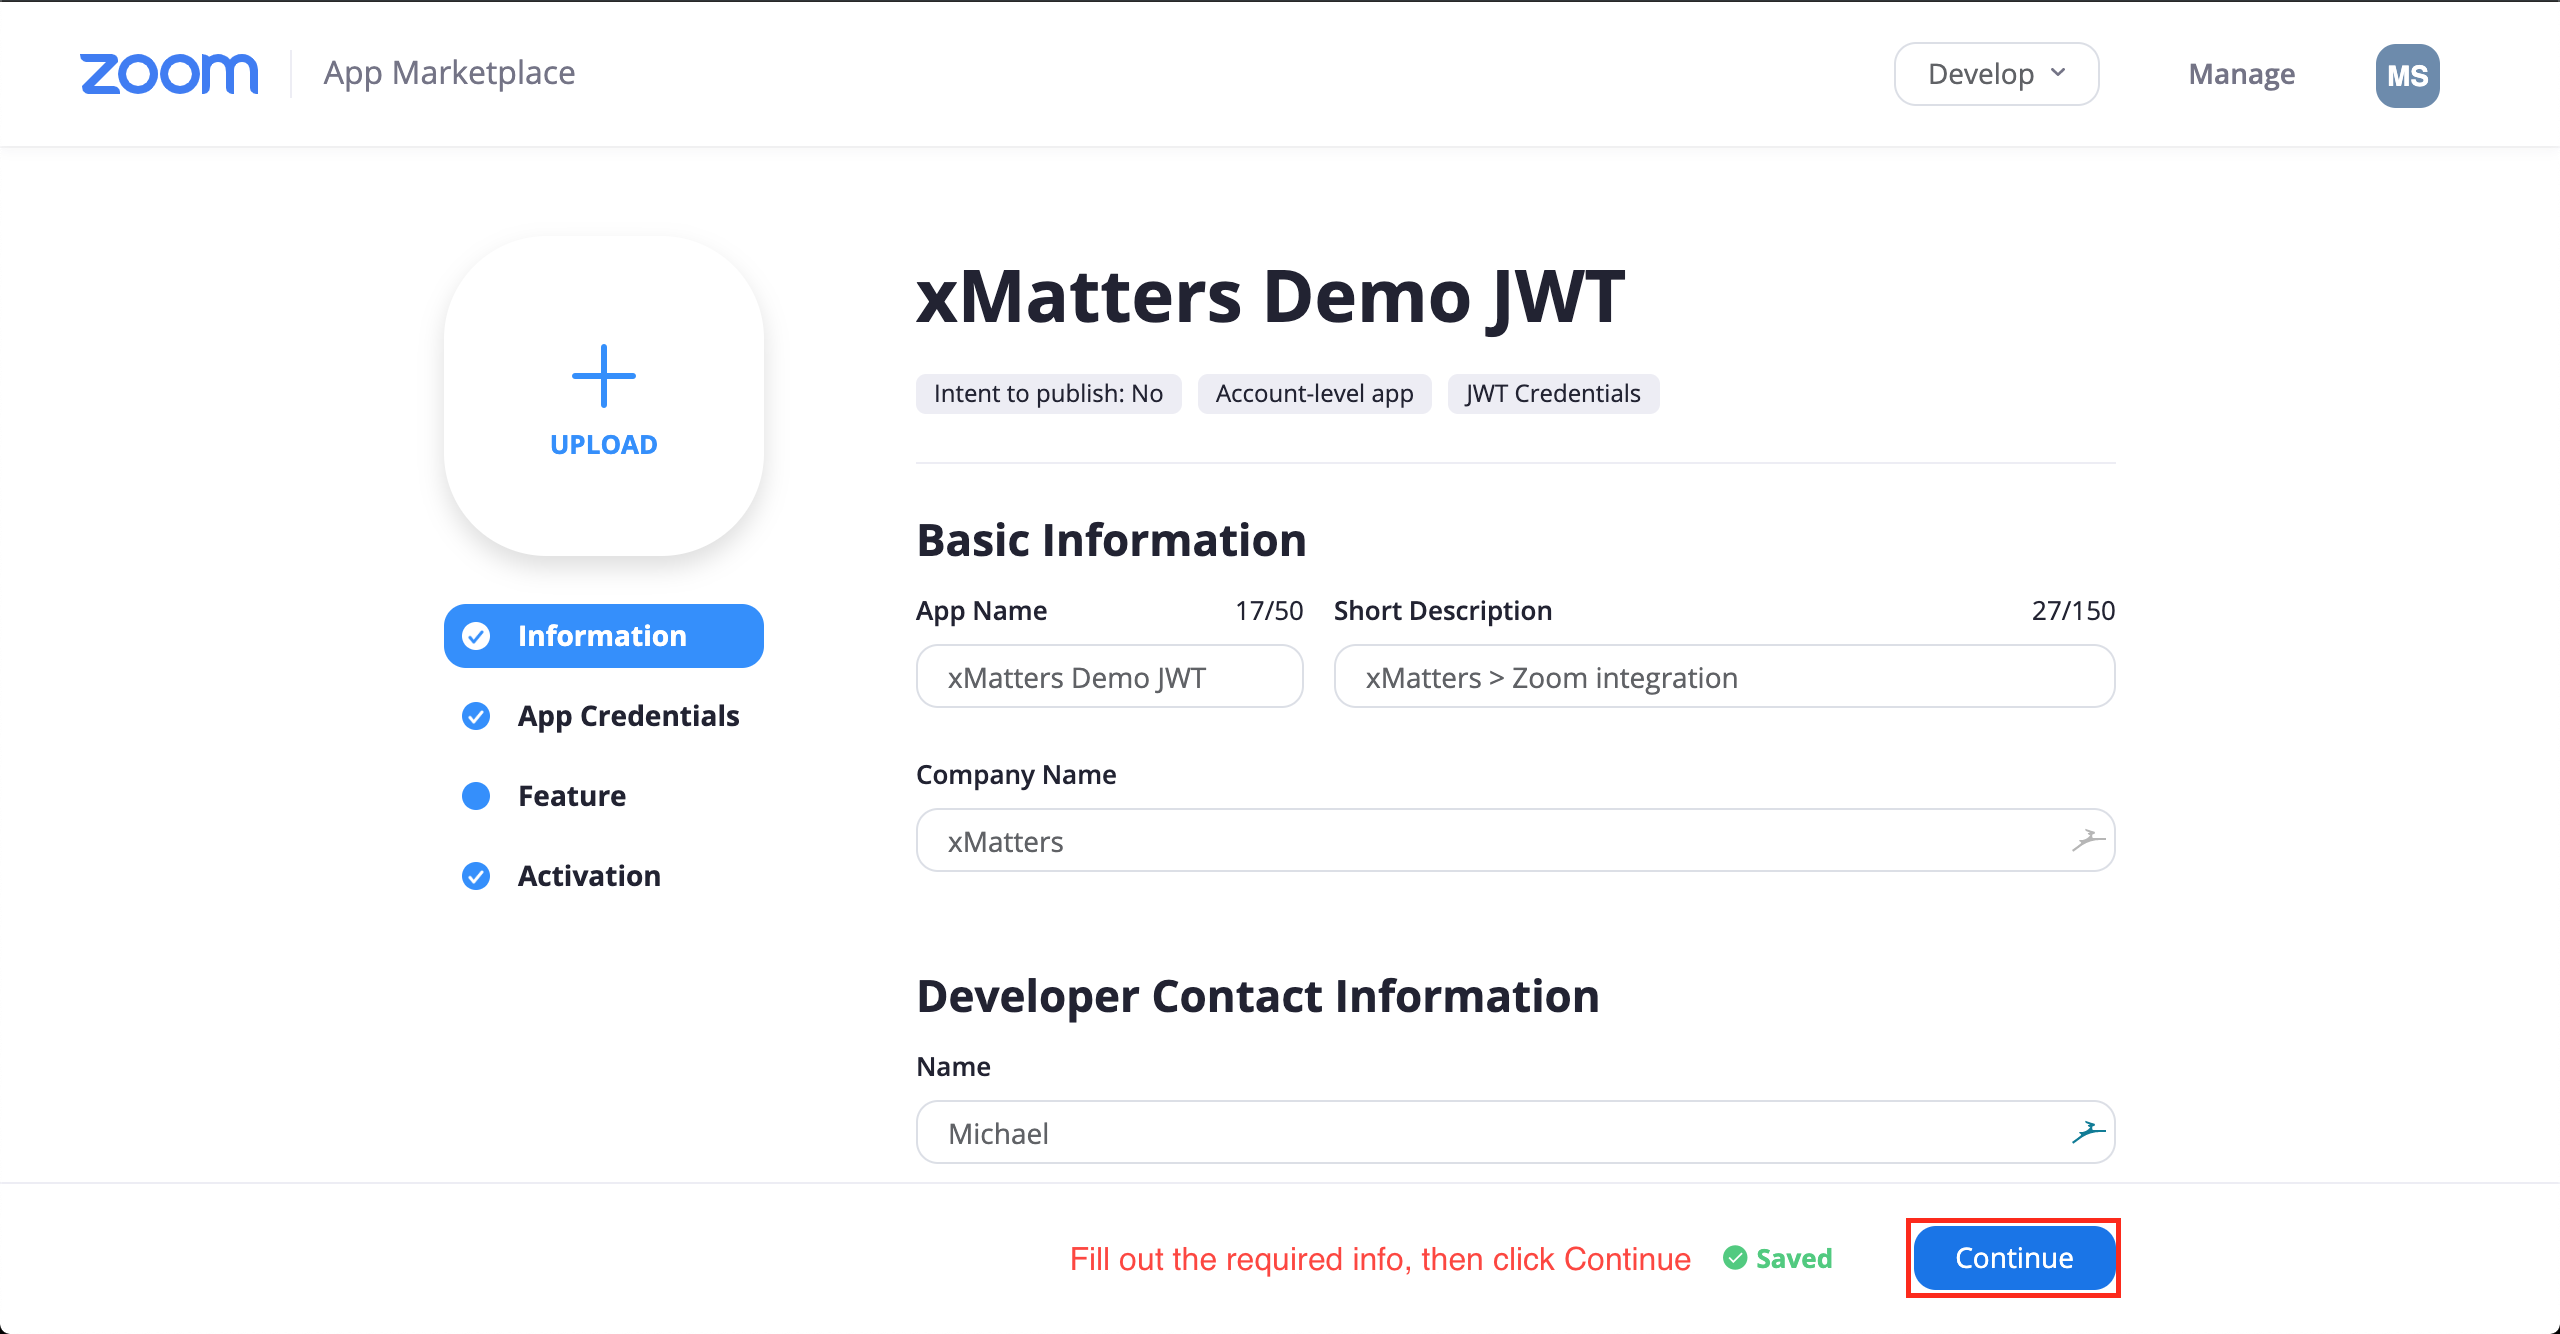 zoom App Marketplace Develop Manage MS
UPLOAD
Information
App Credentials
Feature
Activation
xMatters Demo JWT
Intent to publish: No Account-level app JWT Credentials
Basic Information
App Name 17/50 Short Description 27/150
xMatters Demo JWT xMatters > Zoom integration
Company Name
xMatters
Developer Contact Information
Name
Michael
Fill out the required info, then click Continue Saved Continue